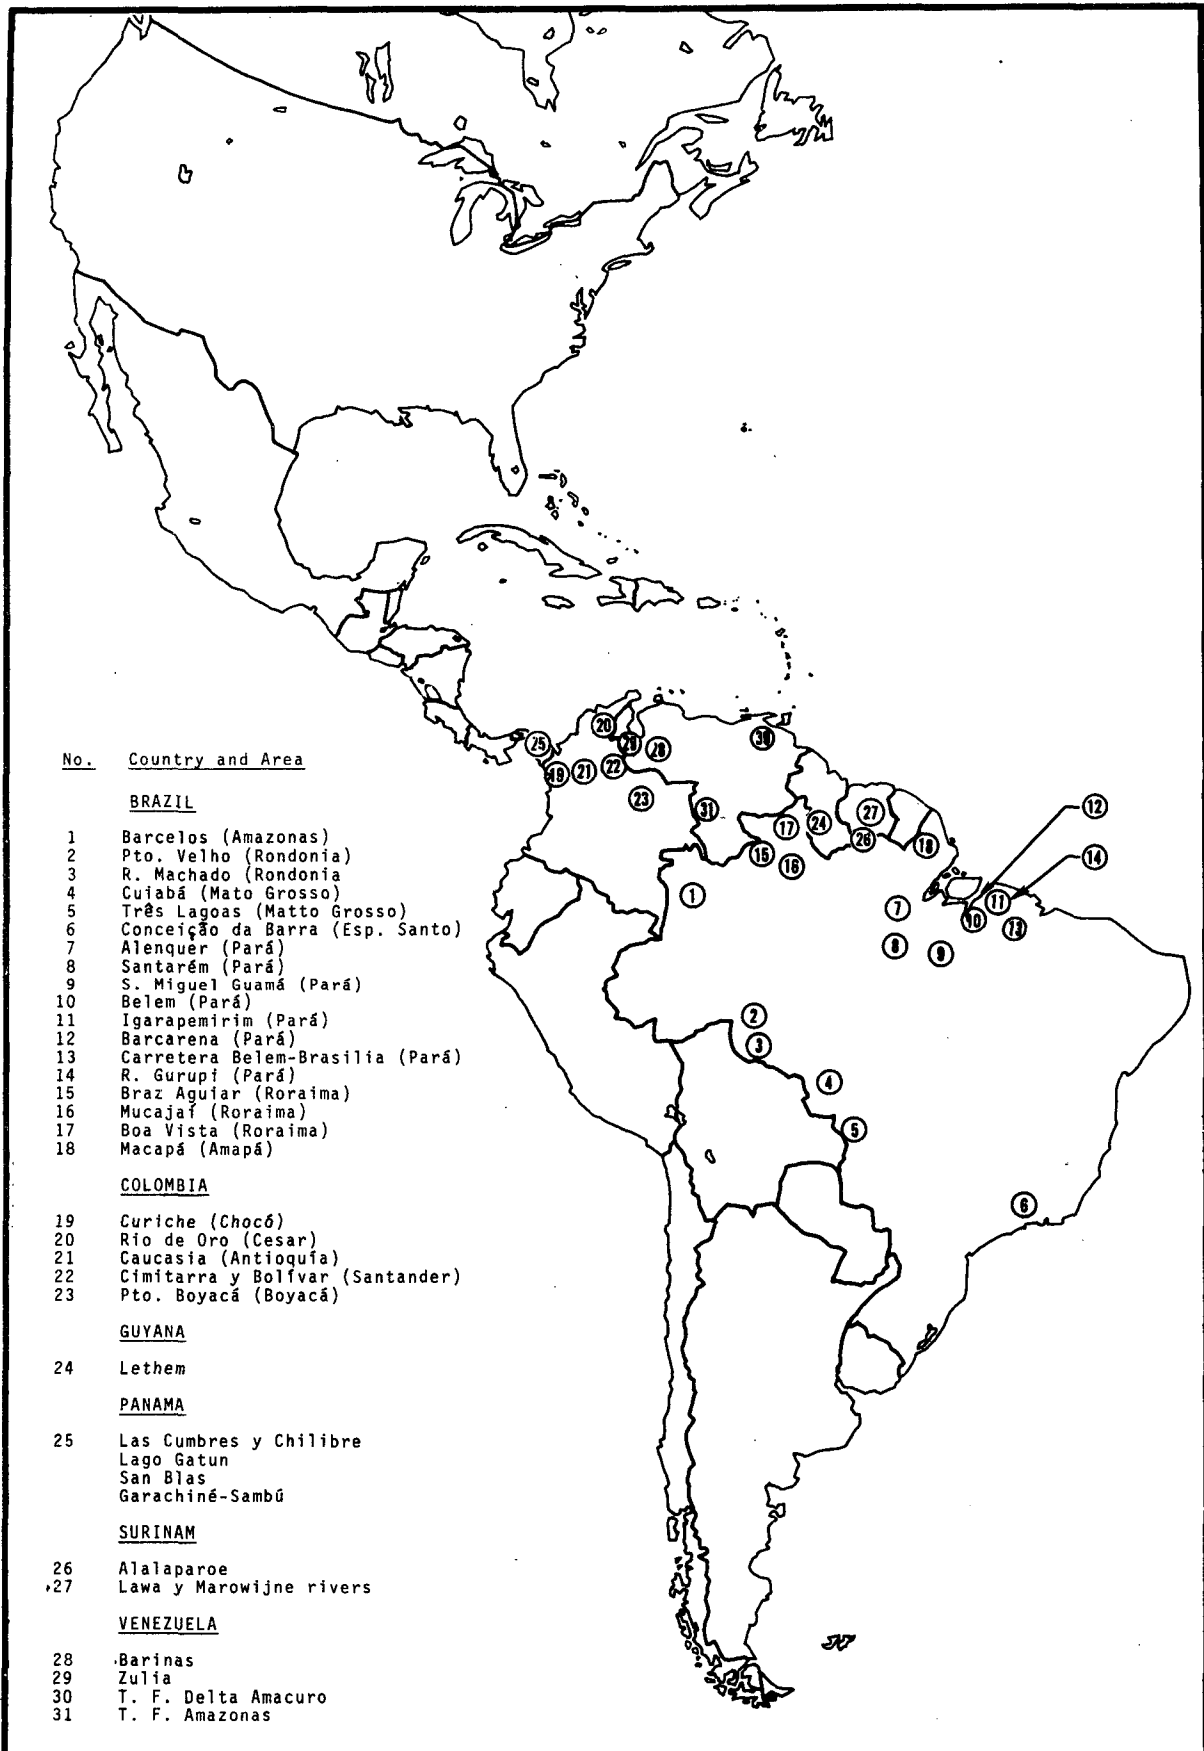 No. Country and Area
BRAZIL
1 Barcelos (Amazonas)
2 Pto. Velho (Rondonia)
3 R. Machado (Rondonia
4 Cuiabá (Mato Grosso)
5 Três Lagoas (Matto Grosso)
6 Conceição da Barra (Esp. Santo)
7 Alenquer (Pará)
8 Santarém (Pará)
9 S. Miguel Guamá (Pará)
10 Belem (Pará)
11 Igarapemirim (Pará)
12 Barcarena (Pará)
13 Carretera Belem-Brasilia (Pará)
14 R. Gurupi (Pará)
15 Braz Aguiar (Roraima)
16 Mucajaí (Roraima)
17 Boa Vista (Roraima)
18 Macapá (Amapá)
COLOMBIA
19 Curiche (Chocó)
20 Rio de Oro (Cesar)
21 Caucasia (Antioquía)
22 Cimitarra y Bolívar (Santander)
23 Pto. Boyacá (Boyacá)
GUYANA
24 Lethem
PANAMA
25 Las Cumbres y Chilibre
Lago Gatun
San Blas
Garachiné-Sambú
SURINAM
26 Alalaparoe
27 Lawa y Marowijne rivers
VENEZUELA
28 Barinas
29 Zulia
30 T. F. Delta Amacuro
31 T. F. Amazonas
20
25
29
28
30
19
21
22
23
31
17
24
27
26
18
12
15
16
14
1
7
11
10
13
8
9
2
3
4
5
6